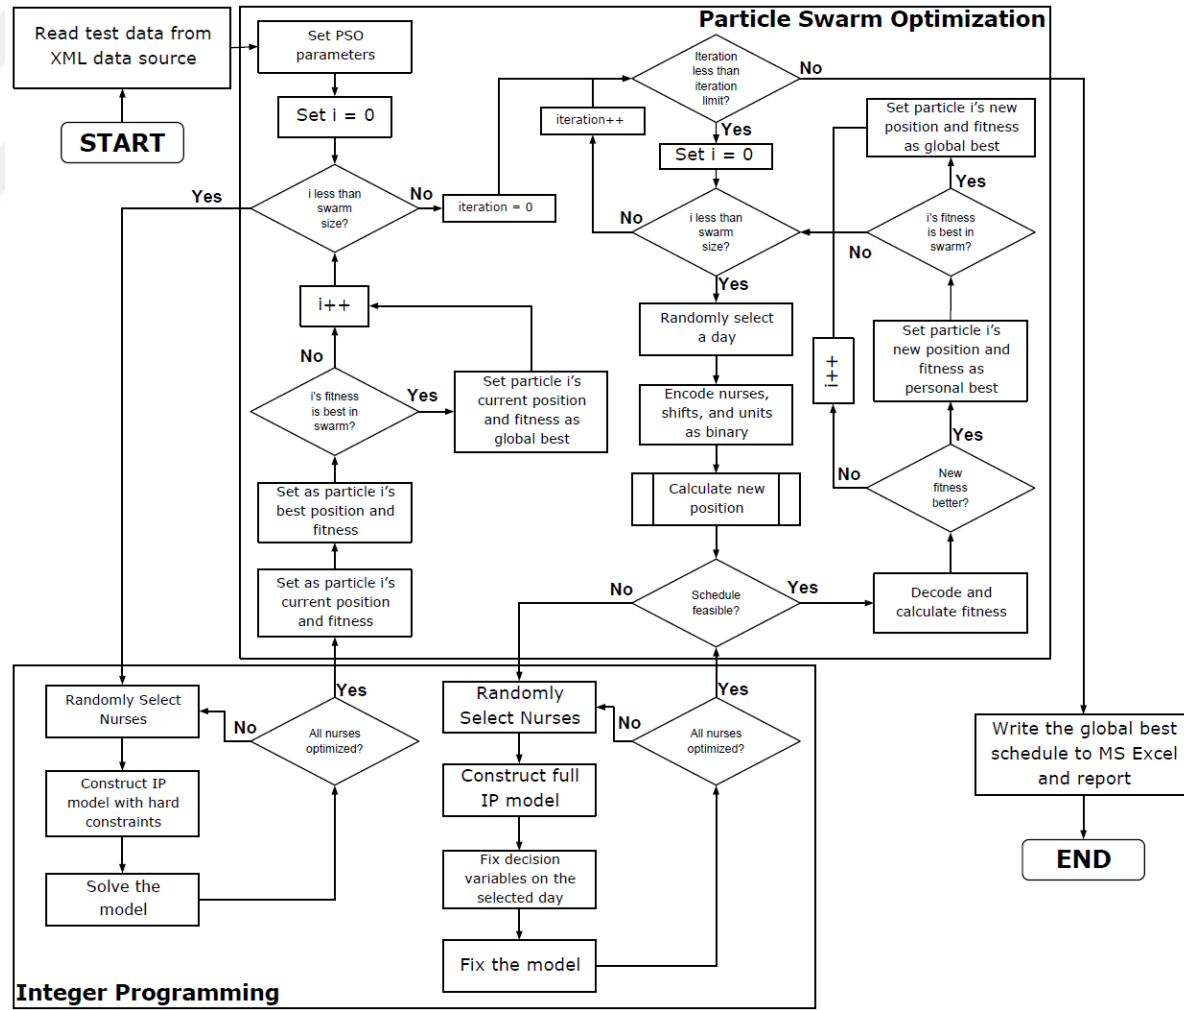 Particle Swarm Optimization
Read test data from
XML data source
START
Set PSO
parameters
Set i = 0
i less than
swarm
size?
Yes
No
iteration = 0
i++
No
i's fitness
is best in
swarm?
Yes
Set particle i's
current position
and fitness as
global best
Set as particle i's
best position and
fitness
Set as particle i's
current position
and fitness
Iteration
less than
iteration
limit?
No
Yes
iteration++
Set i = 0
i less than
swarm
size?
No
Yes
Randomly select
a day
Encode nurses,
shifts, and units
as binary
Calculate new
position
Schedule
feasible?
No
Yes
Decode and
calculate fitness
New
fitness
better?
No
Yes
i++
Set particle i's
new position and
fitness as
personal best
i's fitness
is best in
swarm?
No
Yes
Set particle i's new
position and fitness
as global best
Randomly Select
Nurses
Construct IP
model with hard
constraints
Solve the
model
All nurses
optimized?
No
Yes
Randomly
Select Nurses
Construct full
IP model
Fix decision
variables on the
selected day
Fix the model
All nurses
optimized?
No
Yes
Integer Programming
Write the global best
schedule to MS Excel
and report
END